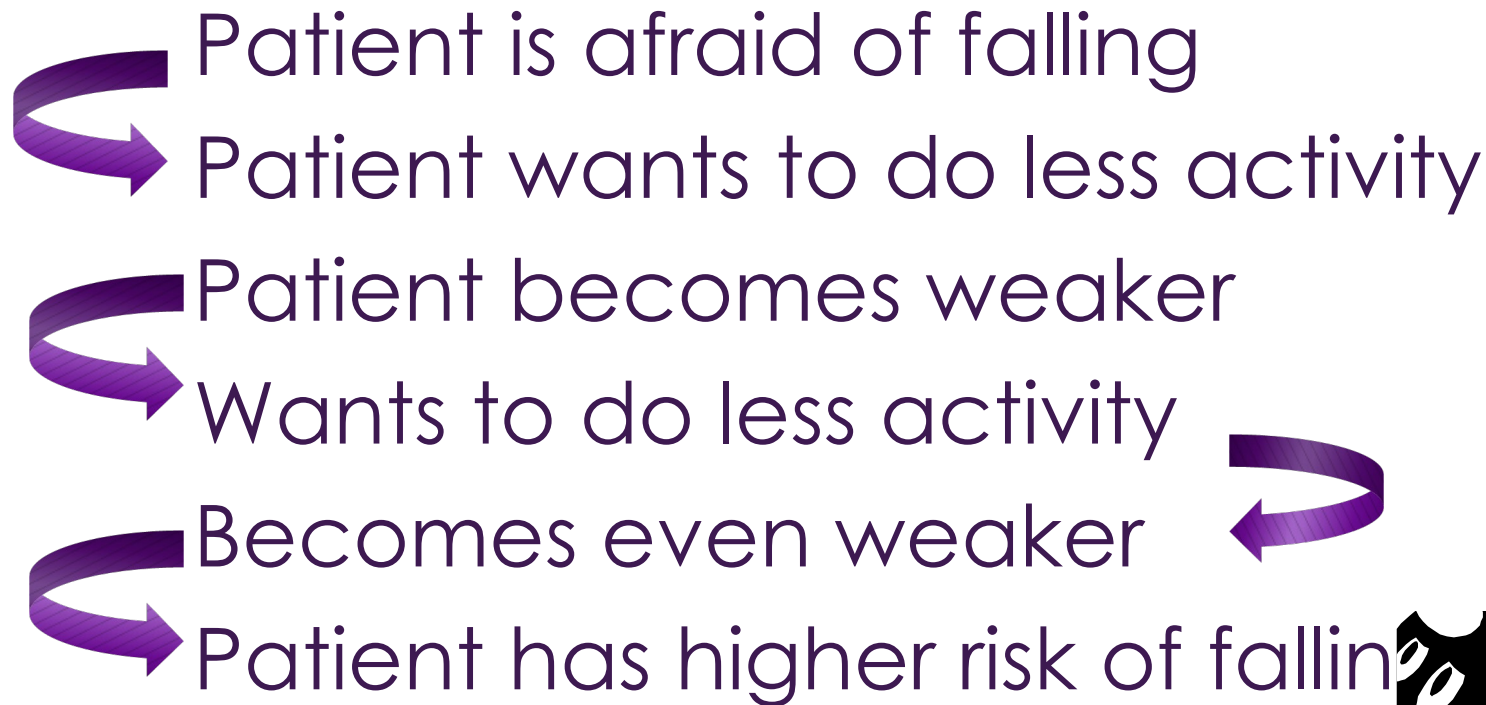 Patient is afraid of falling
Patient wants to do less activity
Patient becomes weaker
Wants to do less activity
Becomes even weaker
Patient has higher risk of fallin